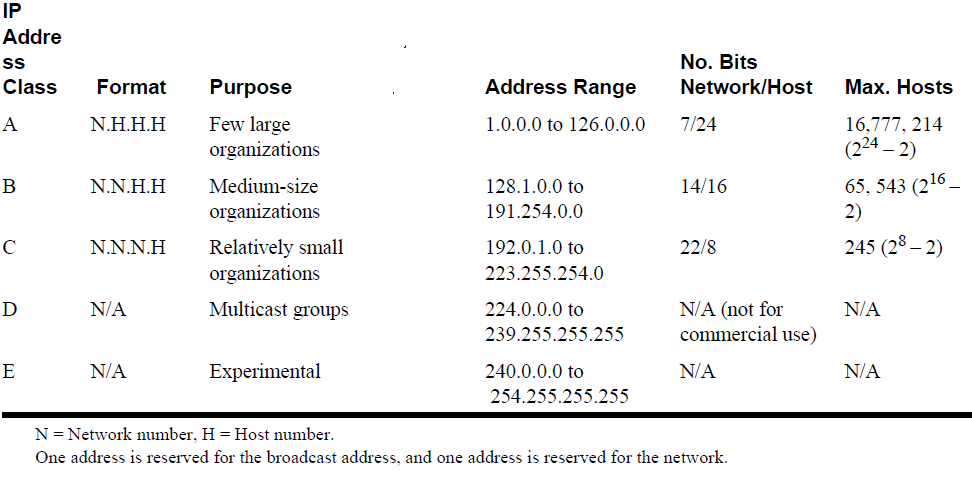 IP
Addre
ss
Class Format Purpose Address Range No. Bits Network/Host Max. Hosts
A N.H.H.H Few large organizations 1.0.0.0 to 126.0.0.0 7/24 16,777, 214 (2^24 – 2)
B N.N.H.H Medium-size organizations 128.1.0.0 to 191.254.0.0 14/16 65, 543 (2^16 – 2)
C N.N.N.H Relatively small organizations 192.0.1.0 to 223.255.254.0 22/8 245 (2^8 – 2)
D N/A Multicast groups 224.0.0.0 to 239.255.255.255 N/A (not for commercial use) N/A
E N/A Experimental 240.0.0.0 to 254.255.255.255 N/A N/A
N = Network number, H = Host number.
One address is reserved for the broadcast address, and one address is reserved for the network.